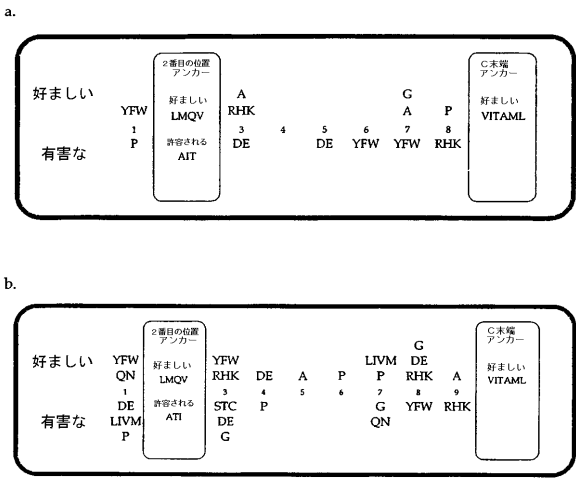 a.
2番目の位置
アンカー
C末端
アンカー
好ましい A G
YFW 好ましい RHK A P 好ましい
LMQV VITAML
1 3 4 5 6 7 8
P 許容される DE DE YFW YFW RHK
有害な AIT
b.
2番目の位置
アンカー
C末端
アンカー
G
好ましい YFW YFW LIVM DE
QN 好ましい RHK DE A P P RHK A 好ましい
LMQV VITAML
1 3 4 5 6 7 8 9
DE 許容される STC P G YFW RHK
有害な LIVM ATI DE QN
P G